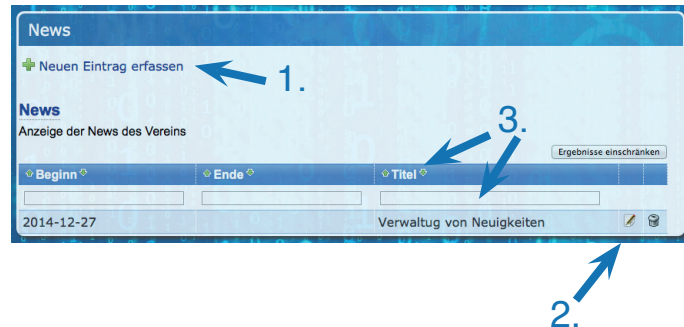 News
Neuen Eintrag erfassen
1.
News
Anzeige der News des Vereins
3.
Ergebnisse einschränken
Beginn Ende Titel
2014-12-27 Verwaltug von Neuigkeiten
2.